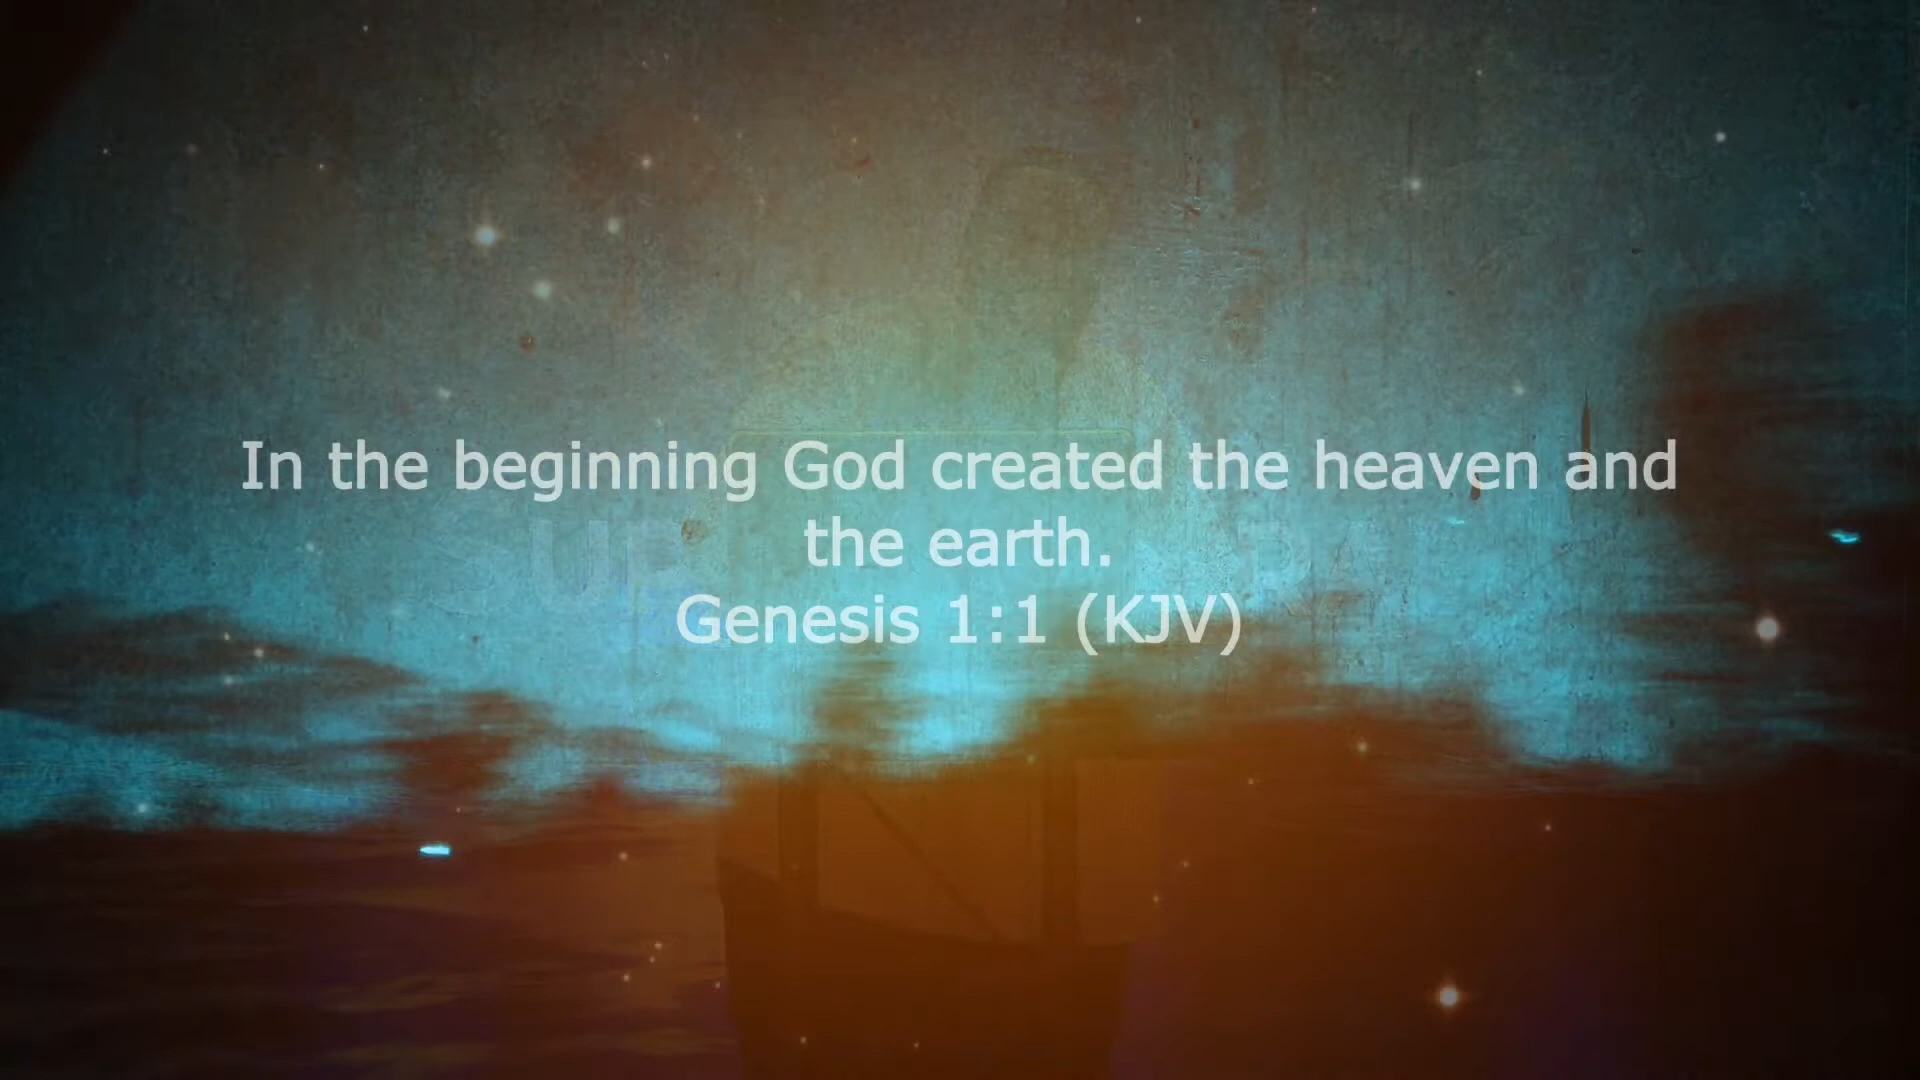 In the beginning God created the heaven and
the earth.
Genesis 1:1 (KJV)